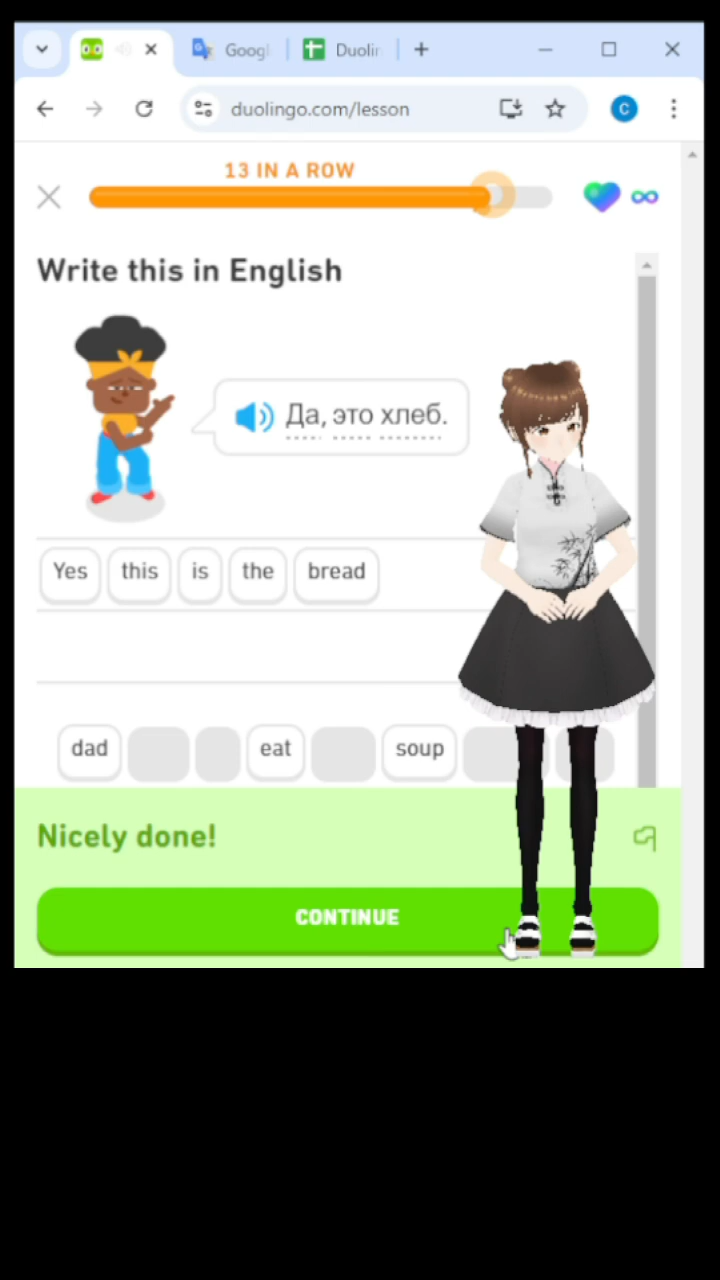 Googl
Duolin
duolingo.com/lesson
C
13 IN A ROW
Write this in English
Да, это хлеб.
Yes this is the bread
dad eat soup
Nicely done!
CONTINUE